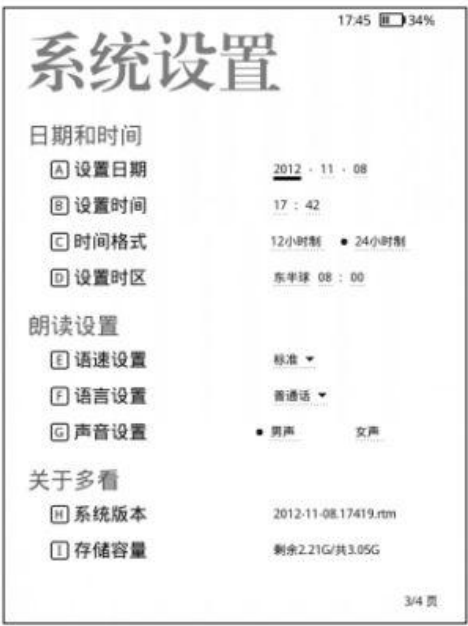 17:45 34%
系统设置
日期和时间
A 设置日期 2012 · 11 · 08
B 设置时间 17 : 42
C 时间格式 12小时制 • 24小时制
D 设置时区 东半球 08 : 00
朗读设置
E 语速设置 标准 ▾
F 语言设置 普通话 ▾
G 声音设置 • 男声 女声
关于多看
H 系统版本 2012-11-08.17419.rtm
I 存储容量 剩余2.21G/共3.05G
3/4 页